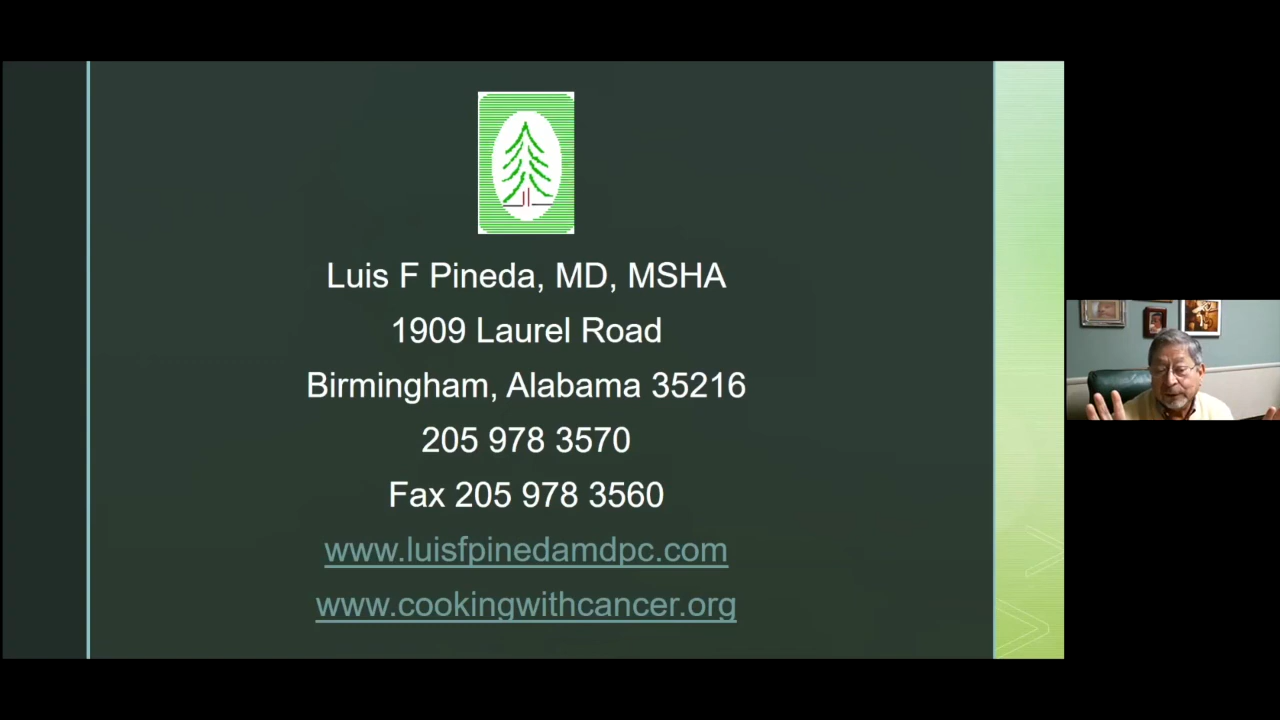 Luis F Pineda, MD, MSHA
1909 Laurel Road
Birmingham, Alabama 35216
205 978 3570
Fax 205 978 3560
www.luisfpinedamdpc.com
www.cookingwithcancer.org